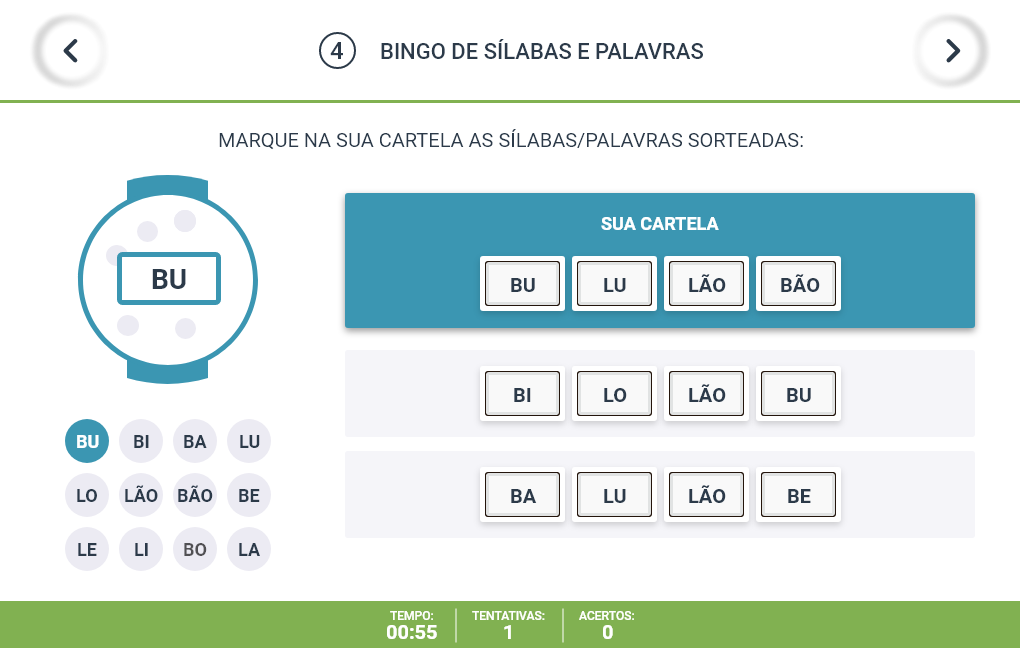 4 BINGO DE SÍLABAS E PALAVRAS
MARQUE NA SUA CARTELA AS SÍLABAS/PALAVRAS SORTEADAS:
BU
BU BI BA LU
LO LÃO BÃO BE
LE LI BO LA
SUA CARTELA
BU LU LÃO BÃO
BI LO LÃO BU
BA LU LÃO BE
TEMPO: TENTATIVAS: ACERTOS:
00:55 1 0